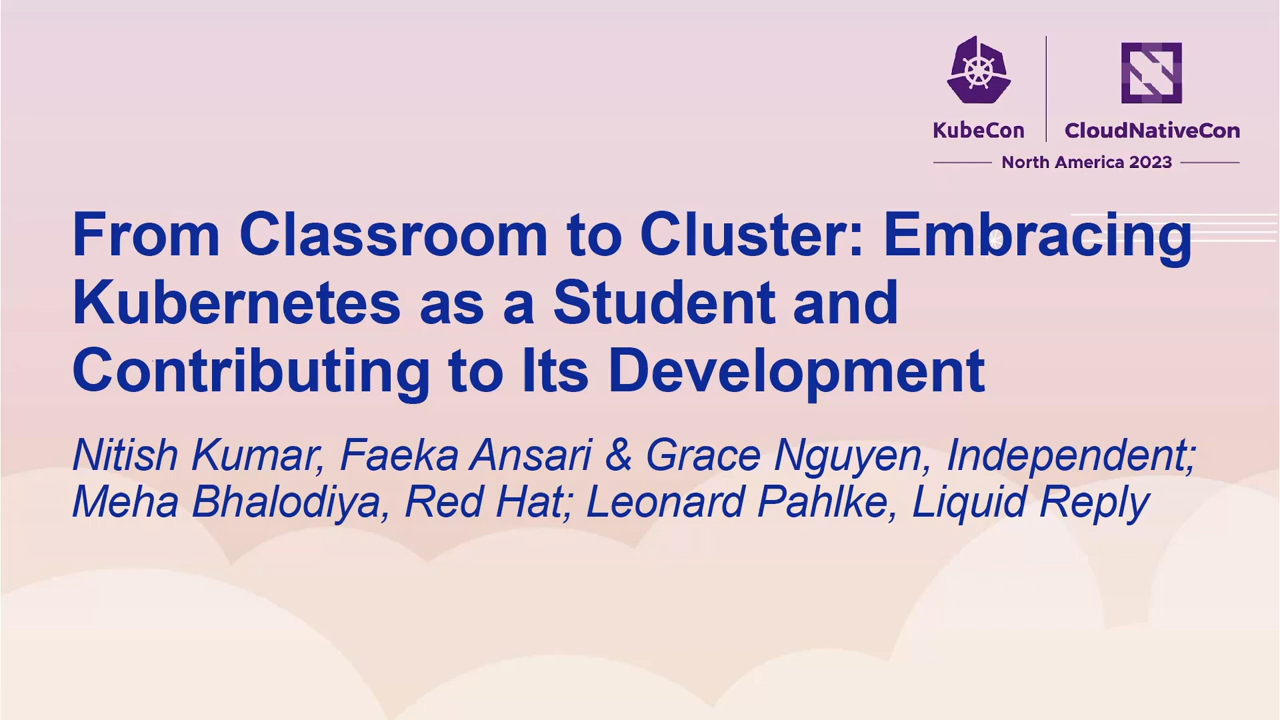 KubeCon
CloudNativeCon
North America 2023
From Classroom to Cluster: Embracing
Kubernetes as a Student and
Contributing to Its Development
Nitish Kumar, Faeka Ansari & Grace Nguyen, Independent;
Meha Bhalodiya, Red Hat; Leonard Pahlke, Liquid Reply